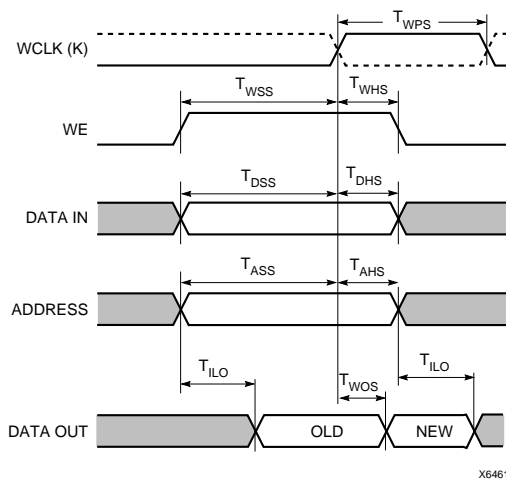 T_WPS
WCLK (K)
T_WSS T_WHS
WE
T_DSS T_DHS
DATA IN
T_ASS T_AHS
ADDRESS
T_ILO T_WOS T_ILO
DATA OUT OLD NEW
X6461